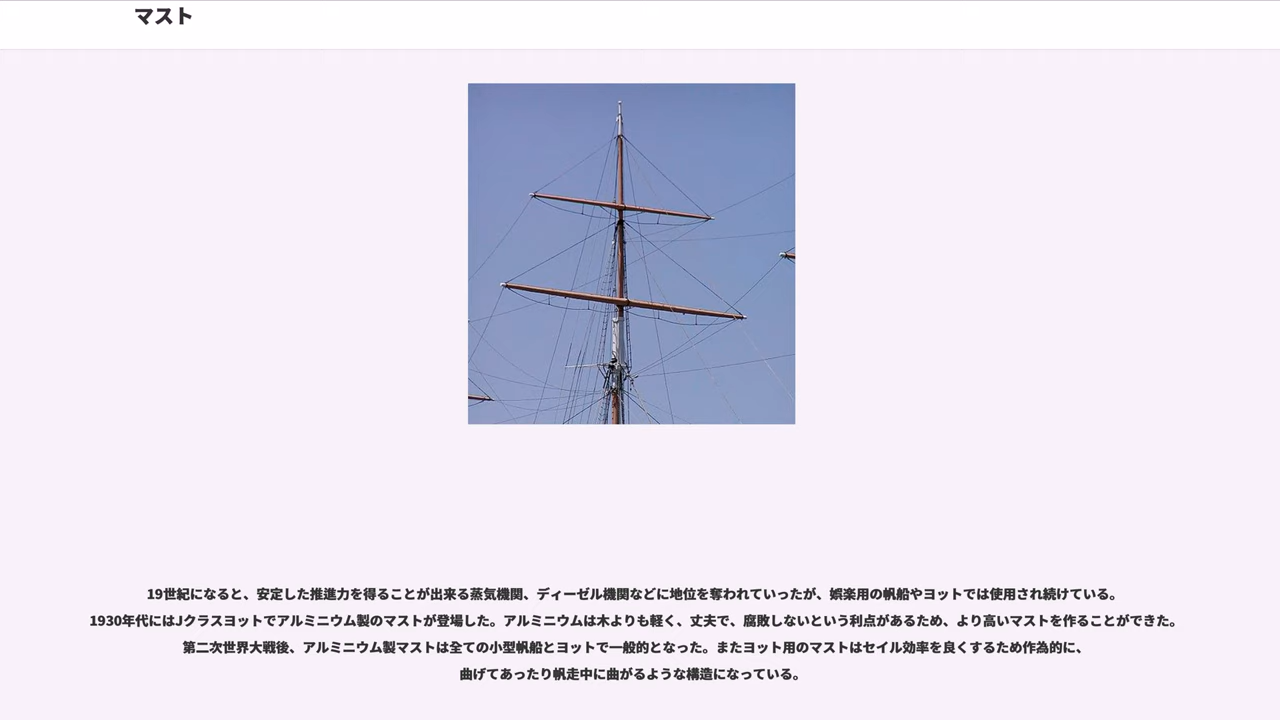 マスト
19世紀になると、安定した推進力を得ることが出来る蒸気機関、ディーゼル機関などに地位を奪われていったが、娯楽用の帆船やヨットでは使用され続けている。
1930年代にはJクラスヨットでアルミニウム製のマストが登場した。アルミニウムは木よりも軽く、丈夫で、腐敗しないという利点があるため、より高いマストを作ることができた。
第二次世界大戦後、アルミニウム製マストは全ての小型帆船とヨットで一般的となった。またヨット用のマストはセイル効率を良くするため作為的に、
曲げてあったり帆走中に曲がるような構造になっている。